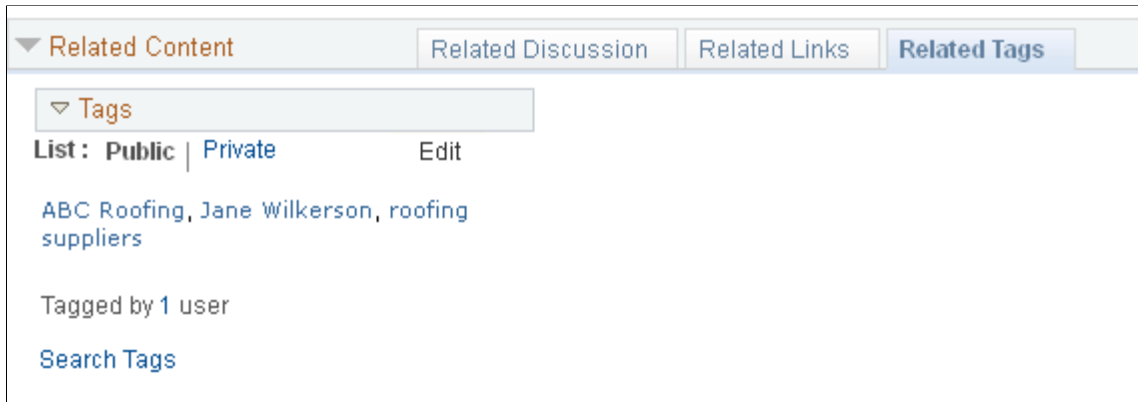 Related Content Related Discussion Related Links Related Tags
Tags
List : Public | Private Edit
ABC Roofing, Jane Wilkerson, roofing
suppliers
Tagged by 1 user
Search Tags